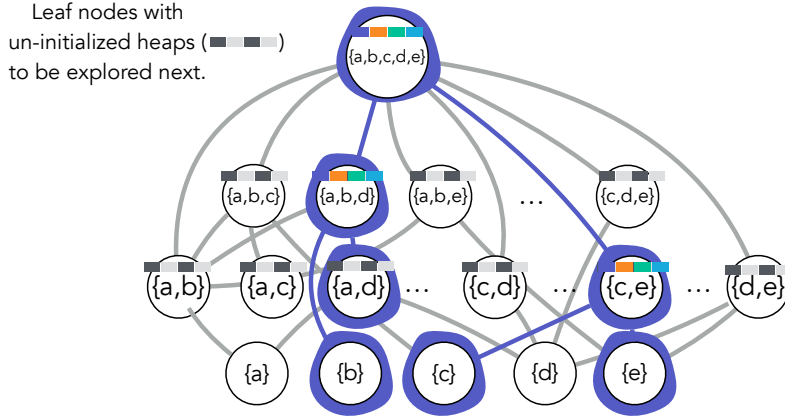 Leaf nodes with
un-initialized heaps ( )
to be explored next.
{a,b,c,d,e}
{a,b,c} {a,b,d} {a,b,e} ... {c,d,e}
{a,b} {a,c} {a,d} ... {c,d} ... {c,e} ... {d,e}
{a} {b} {c} {d} {e}